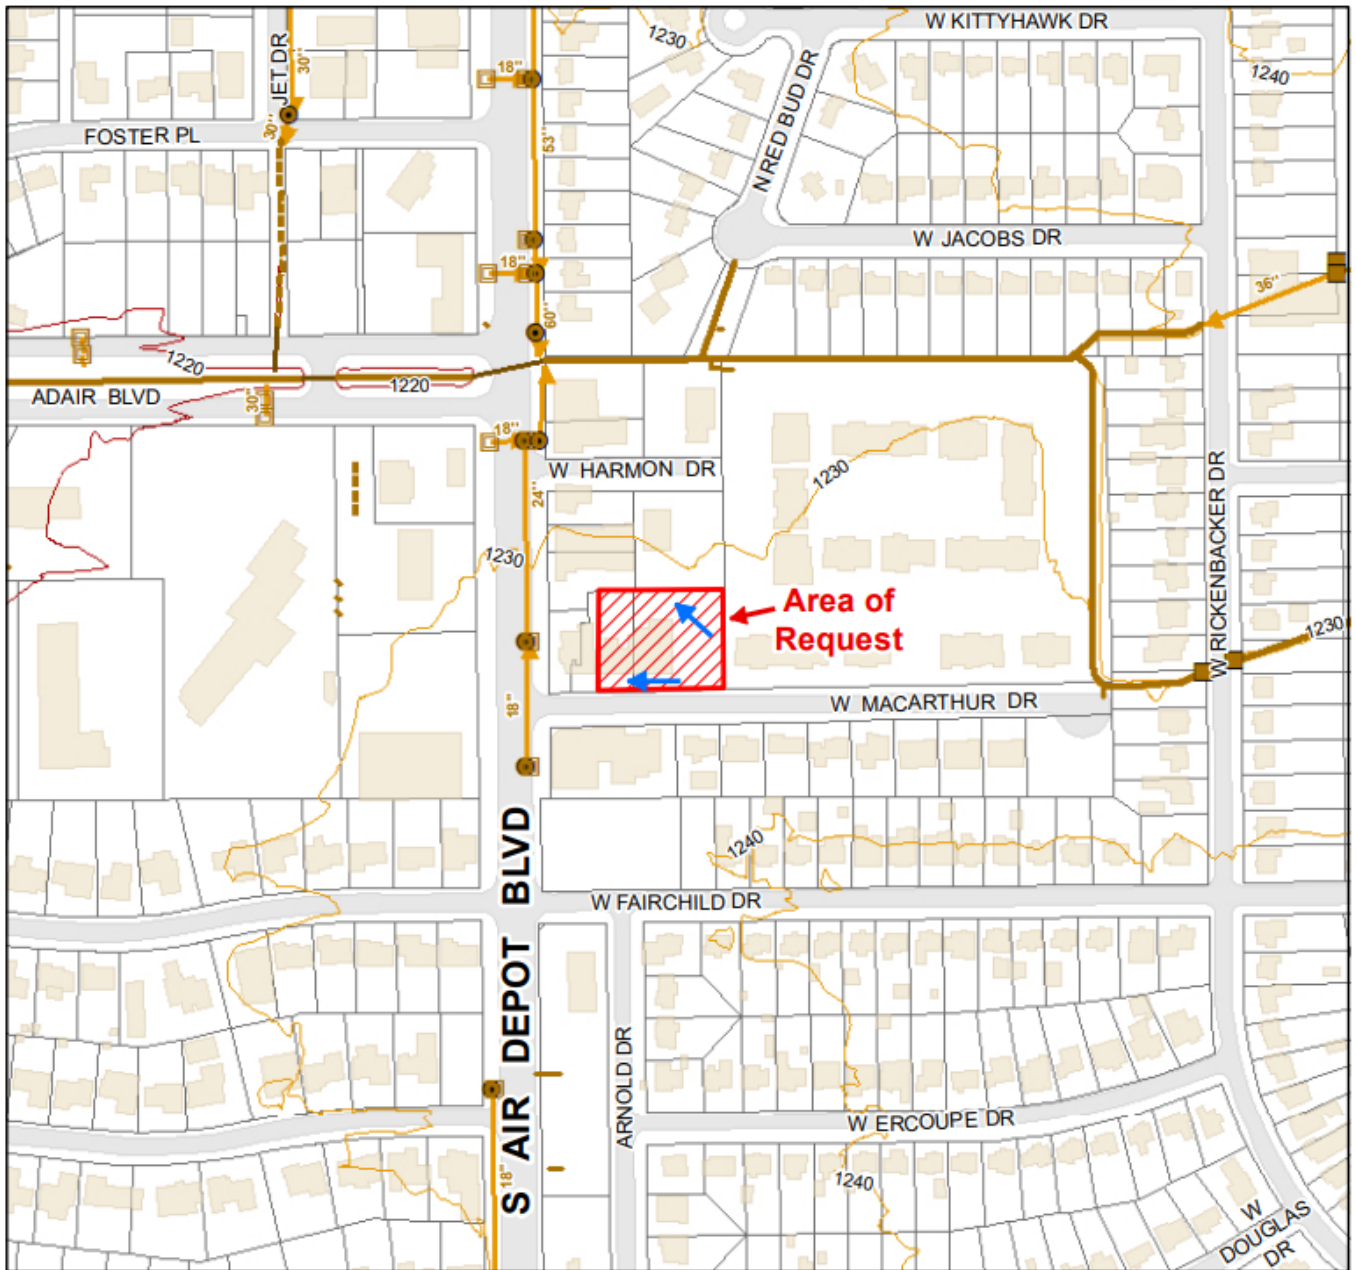 W KITTYHAWK DR
1230
JET DR
30"
18"
1240
FOSTER PL
30"
53"
N RED BUD DR
W JACOBS DR
18"
36"
60"
1220
1220
ADAIR BLVD
30"
18"
W HARMON DR
1230
24"
1230
W RICKENBACKER DR
Area of
Request
1230
18"
W MACARTHUR DR
1240
S AIR DEPOT BLVD
W FAIRCHILD DR
ARNOLD DR
W ERCOUPE DR
18"
1240
W
DOUGLAS
DR